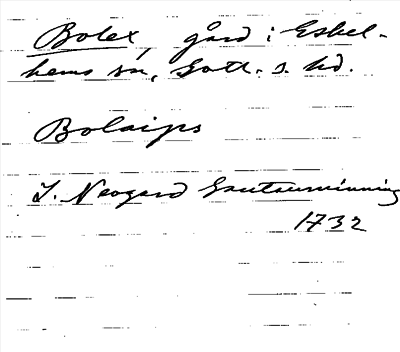 Bolex, gård i Eskel-
hems sn, Gotl. s. hd.
Bolaips
J. Neogard Gautauminning
1732